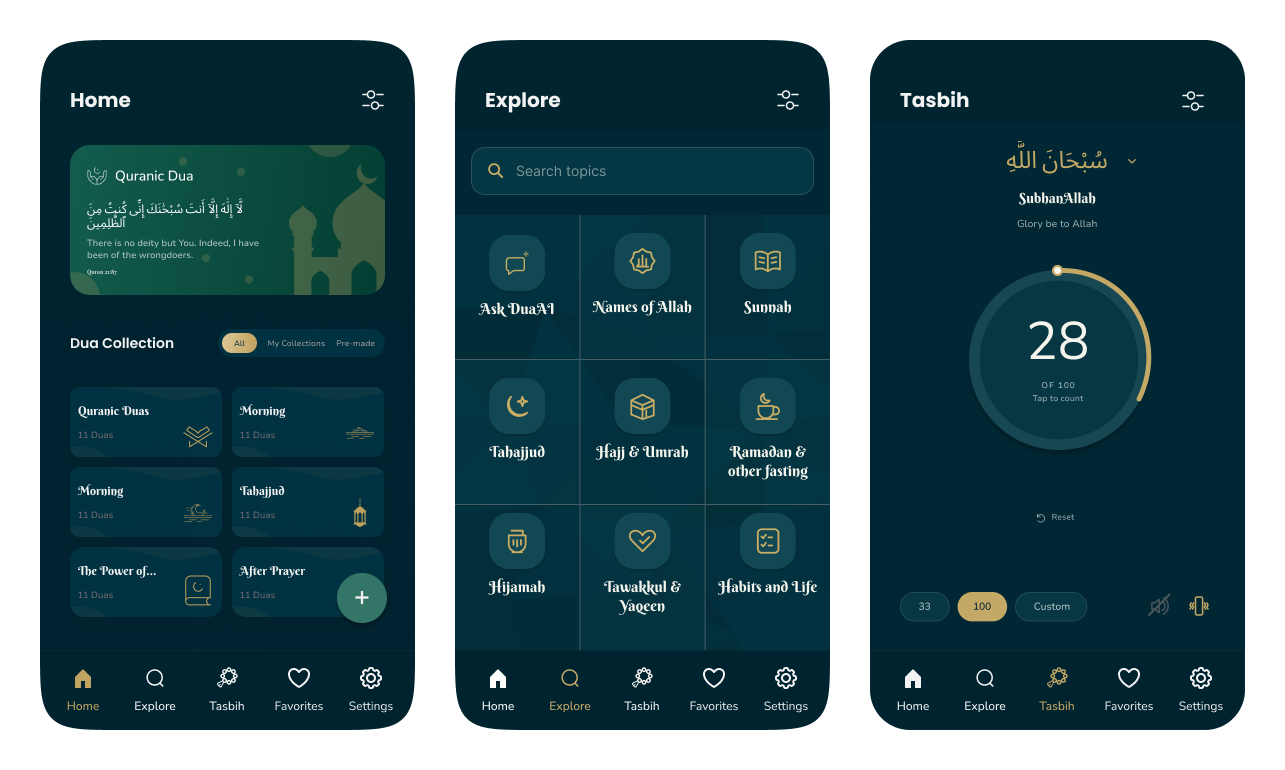 Home
Quranic Dua
لَّآ إِلَٰهَ إِلَّآ أَنتَ سُبْحَٰنَكَ إِنِّى كُنتُ مِنَ
ٱلظَّٰلِمِينَ
There is no deity but You. Indeed, I have
been of the wrongdoers.
Quran 21:87
Dua Collection
All
My Collections
Pre-made
Quranic Duas
11 Duas
Morning
11 Duas
Morning
11 Duas
Tahajjud
11 Duas
The Power of...
11 Duas
After Prayer
11 Duas
+
Home
Explore
Tasbih
Favorites
Settings
Explore
Search topics
Ask DuaAI
Names of Allah
Sunnah
Tahajjud
Hajj & Umrah
Ramadan &
other fasting
Hijamah
Tawakkul &
Yaqeen
Habits and Life
Home
Explore
Tasbih
Favorites
Settings
Tasbih
سُبْحَانَ اللَّهِ
SubhanAllah
Glory be to Allah
28
OF 100
Tap to count
Reset
33
100
Custom
Home
Explore
Tasbih
Favorites
Settings